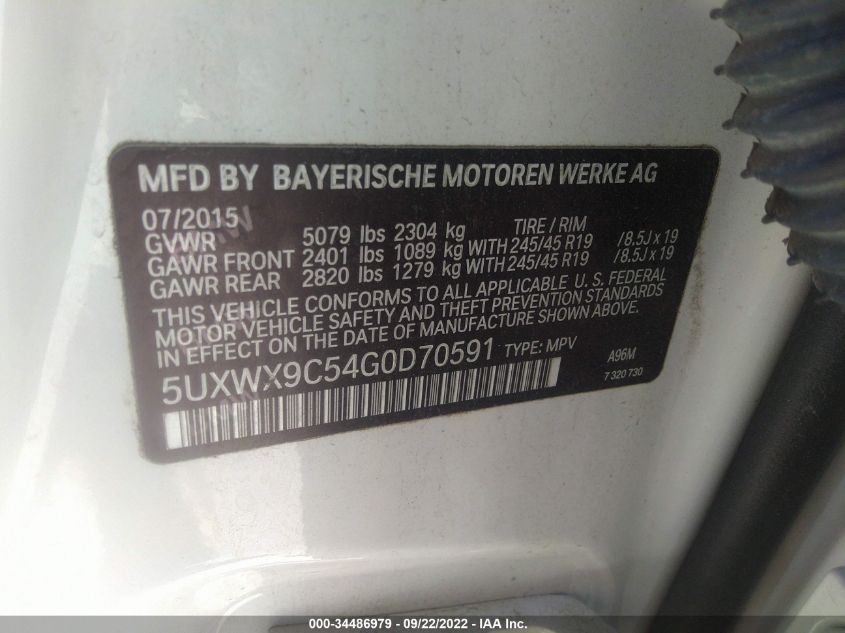 MFD BY BAYERISCHE MOTOREN WERKE AG
07/2015
GVWR 5079 lbs 2304 kg TIRE / RIM
GAWR FRONT 2401 lbs 1089 kg WITH 245/45 R19 /8.5J x 19
GAWR REAR 2820 lbs 1279 kg WITH 245/45 R19 /8.5J x 19
THIS VEHICLE CONFORMS TO ALL APPLICABLE U. S. FEDERAL
MOTOR VEHICLE SAFETY AND THEFT PREVENTION STANDARDS
IN EFFECT ON THE DATE OF MANUFACTURE SHOWN ABOVE.
5UXWX9C54G0D70591 TYPE: MPV A96M
7 320 730
000-34486979 - 09/22/2022 - IAA Inc.